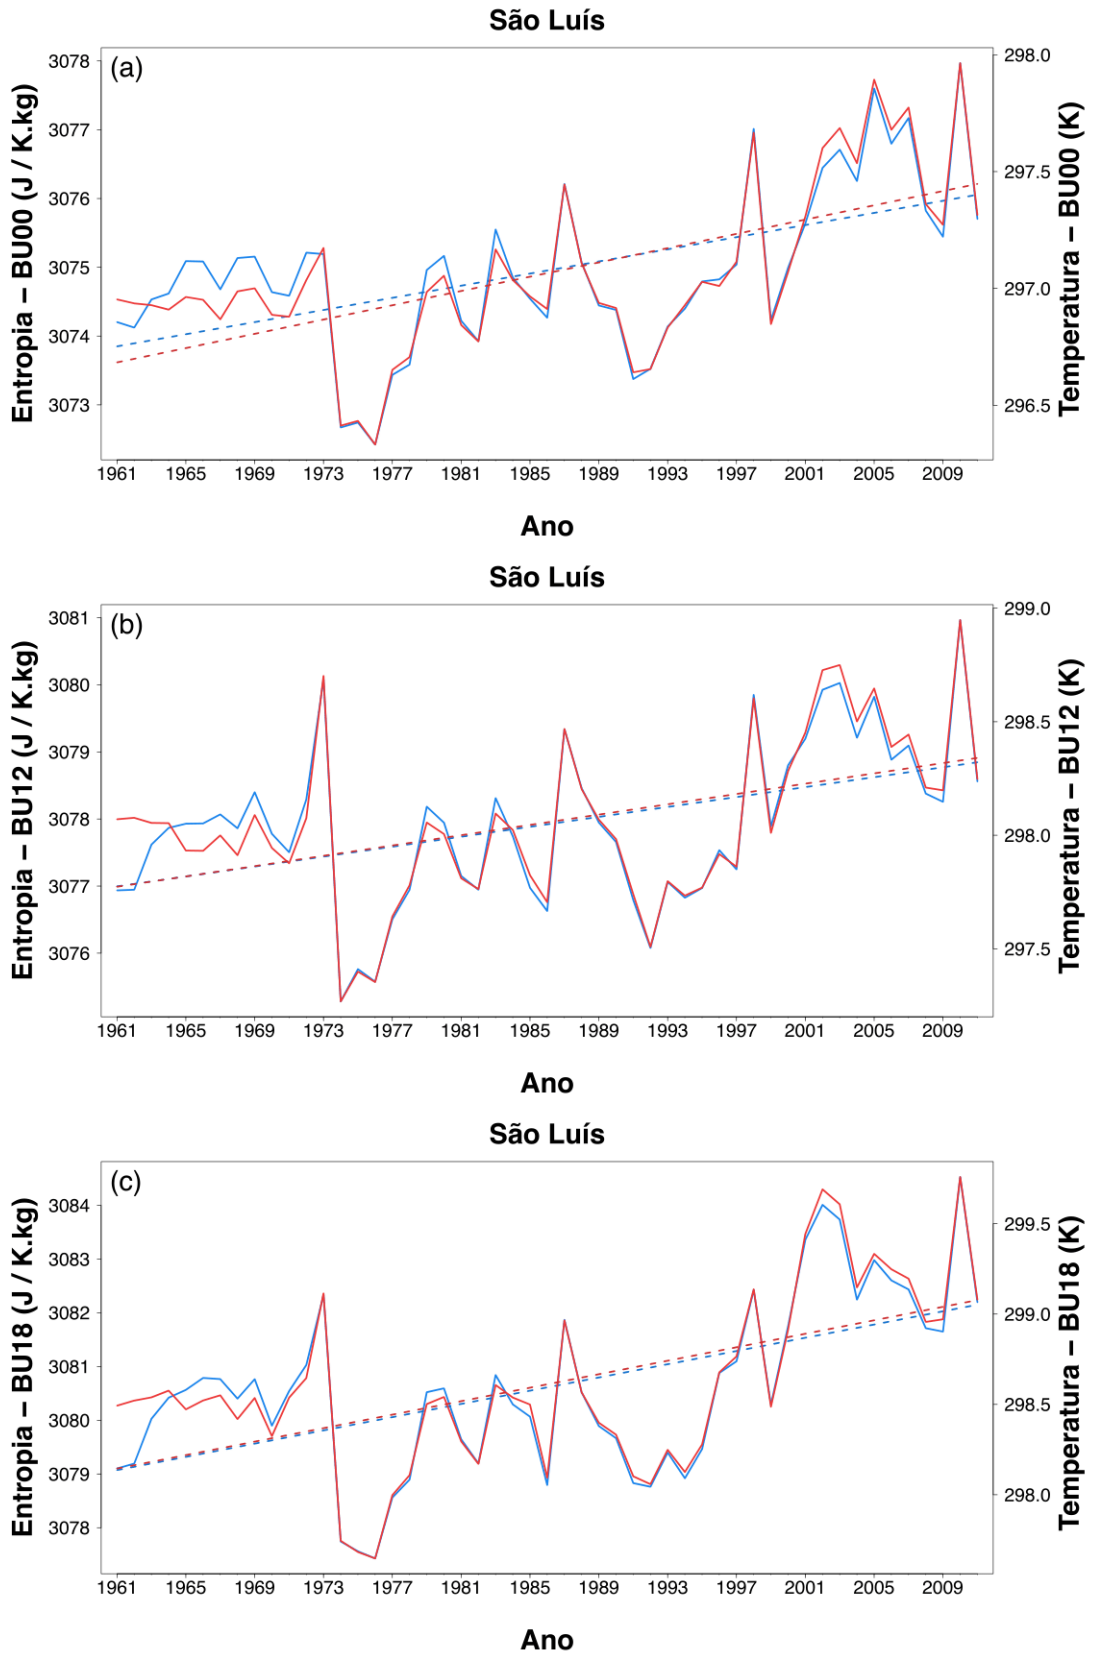 São Luís
(a)
Entropia – BU00 (J / K.kg)
3078
3077
3076
3075
3074
3073
298.0
297.5
297.0
296.5
Temperatura – BU00 (K)
1961 1965 1969 1973 1977 1981 1985 1989 1993 1997 2001 2005 2009
Ano
São Luís
(b)
Entropia – BU12 (J / K.kg)
3081
3080
3079
3078
3077
3076
299.0
298.5
298.0
297.5
Temperatura – BU12 (K)
1961 1965 1969 1973 1977 1981 1985 1989 1993 1997 2001 2005 2009
Ano
São Luís
(c)
Entropia – BU18 (J / K.kg)
3084
3083
3082
3081
3080
3079
3078
299.5
299.0
298.5
298.0
Temperatura – BU18 (K)
1961 1965 1969 1973 1977 1981 1985 1989 1993 1997 2001 2005 2009
Ano